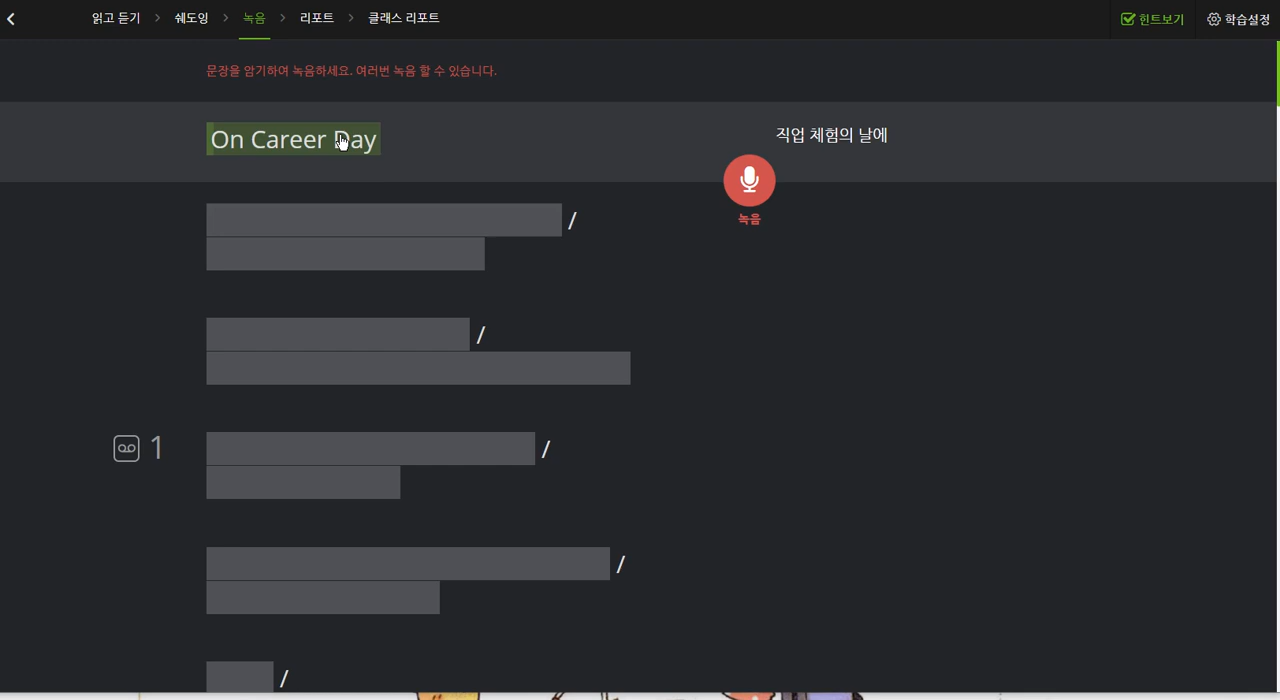 읽고 듣기 > 쉐도잉 > 녹음 > 리포트 > 클래스 리포트
힌트보기 학습설정
문장을 암기하여 녹음하세요. 여러번 녹음 할 수 있습니다.
On Career Day 직업 체험의 날에
녹음
/
/
1 /
/
/